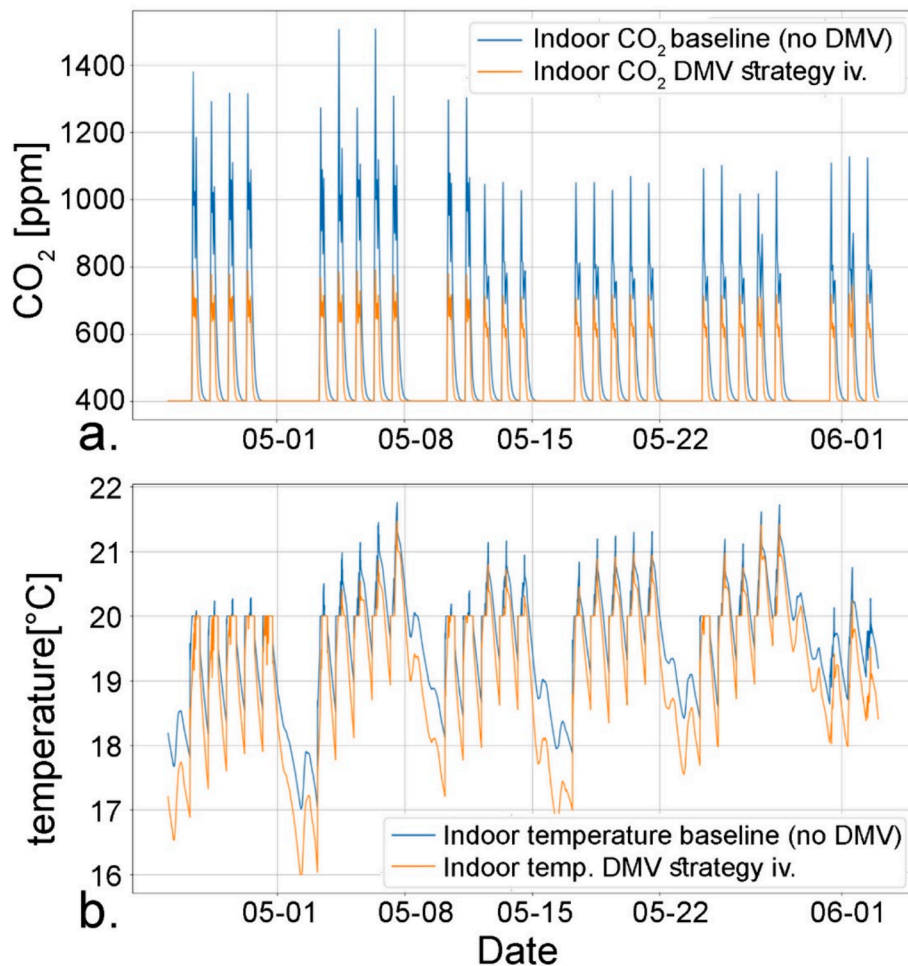 Indoor CO₂ baseline (no DMV)
Indoor CO₂ DMV strategy iv.
CO₂ [ppm]
1400
1200
1000
800
600
400
a.
05-01 05-08 05-15 05-22 06-01
temperature[°C]
22
21
20
19
18
17
16
Indoor temperature baseline (no DMV)
Indoor temp. DMV strategy iv.
b.
05-01 05-08 05-15 05-22 06-01
Date